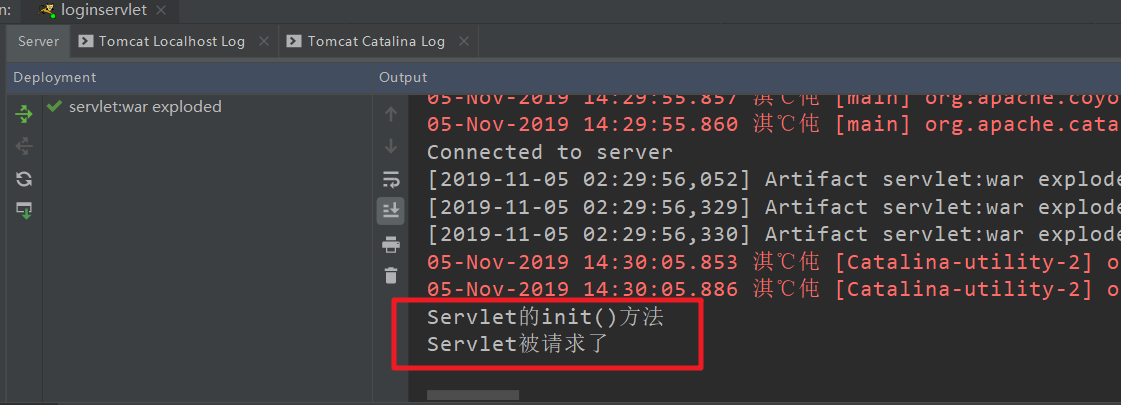 n:
loginservlet
Server
Tomcat Localhost Log
Tomcat Catalina Log
Deployment
Output
servlet:war exploded
05-Nov-2019 14:29:55.857 淇℃伅 [main] org.apache.coyo
05-Nov-2019 14:29:55.860 淇℃伅 [main] org.apache.cata
Connected to server
[2019-11-05 02:29:56,052] Artifact servlet:war explode
[2019-11-05 02:29:56,329] Artifact servlet:war explode
[2019-11-05 02:29:56,330] Artifact servlet:war explode
05-Nov-2019 14:30:05.853 淇℃伅 [Catalina-utility-2] o
05-Nov-2019 14:30:05.886 淇℃伅 [Catalina-utility-2] o
Servlet的init()方法
Servlet被请求了